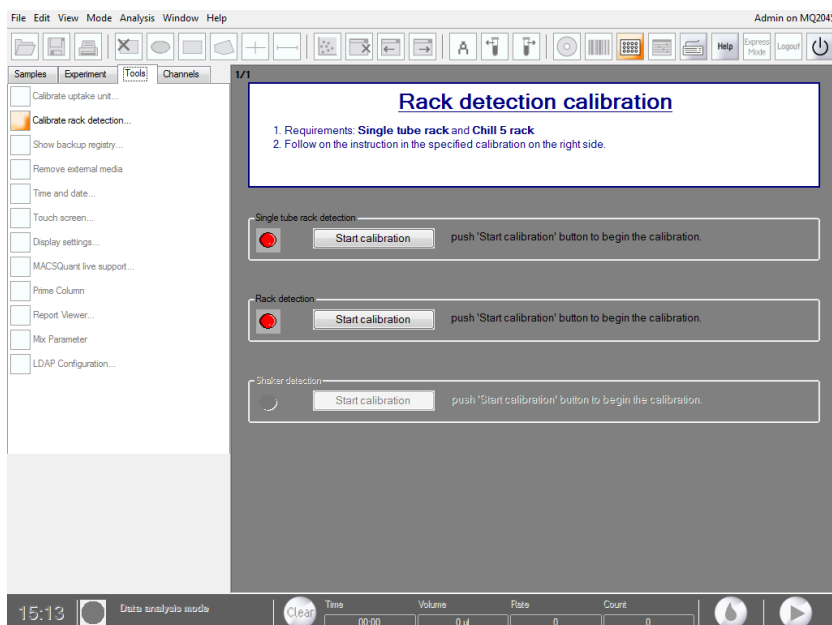 File Edit View Mode Analysis Window Help
Admin on MQ2045
Help
Express Mode
Logout
Samples Experiment Tools Channels
1/1
Calibrate uptake unit...
Calibrate rack detection...
Show backup registry...
Remove external media
Time and date...
Touch screen...
Display settings...
MACSQuant live support...
Prime Column
Report Viewer...
Mix Parameter
LDAP Configuration...
Rack detection calibration
1. Requirements: Single tube rack and Chill 5 rack
2. Follow on the instruction in the specified calibration on the right side.
Single tube rack detection
Start calibration push 'Start calibration' button to begin the calibration.
Rack detection
Start calibration push 'Start calibration' button to begin the calibration.
Shaker detection
Start calibration push 'Start calibration' button to begin the calibration.
15:13 Data analysis mode
Clear
Time Volume Rate Count
00:00 0 µl 0 0